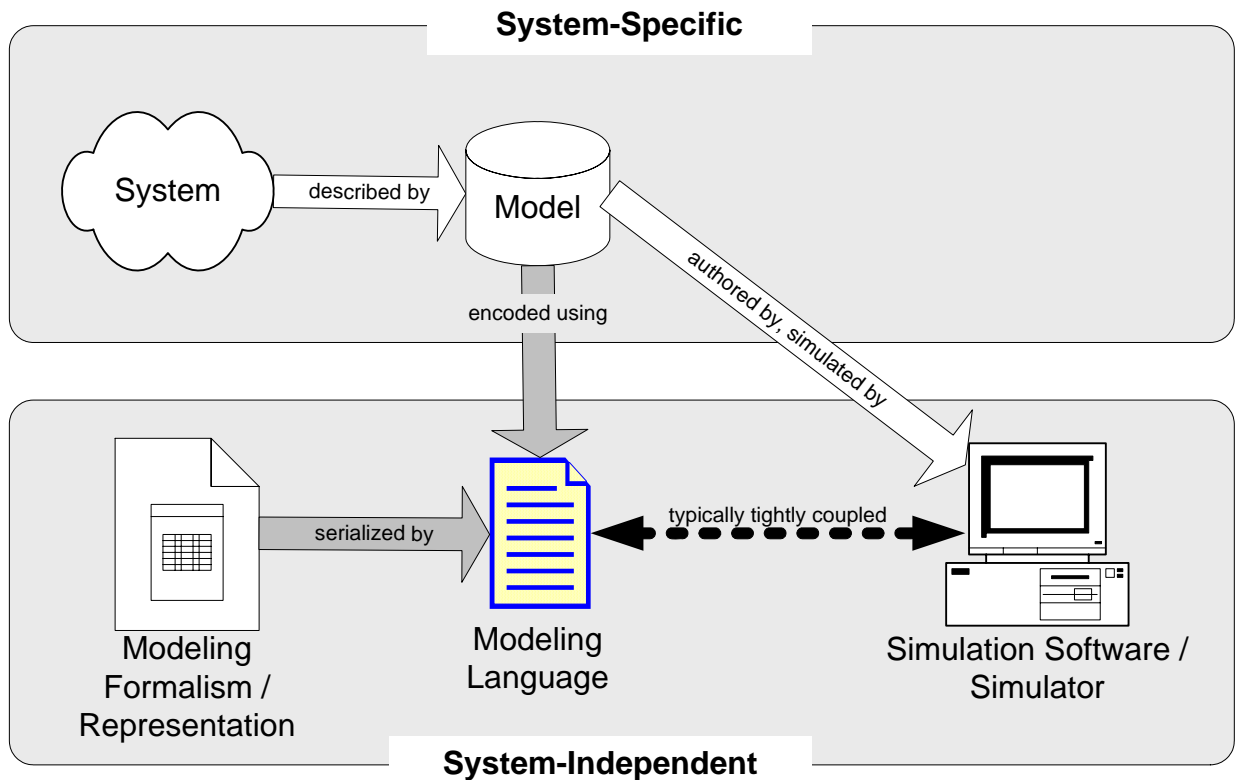 System-Specific
System
described by
Model
encoded using
authored by, simulated by
serialized by
typically tightly coupled
Modeling
Formalism /
Representation
Modeling
Language
Simulation Software /
Simulator
System-Independent